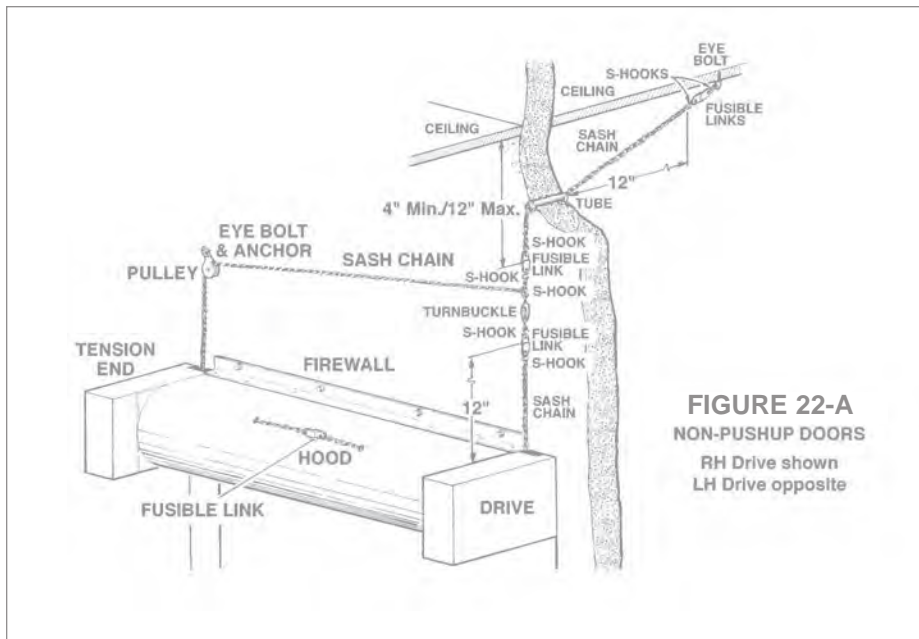 EYE
BOLT
S-HOOKS
CEILING
FUSIBLE
LINKS
CEILING
SASH
CHAIN
12"
TUBE
4" Min./12" Max.
EYE BOLT
& ANCHOR
SASH CHAIN
PULLEY
S-HOOK
FUSIBLE
LINK
S-HOOK
S-HOOK
TURNBUCKLE
S-HOOK
FUSIBLE
LINK
S-HOOK
TENSION
END
FIREWALL
12"
SASH
CHAIN
HOOD
FUSIBLE LINK
DRIVE
FIGURE 22-A
NON-PUSHUP DOORS
RH Drive shown
LH Drive opposite